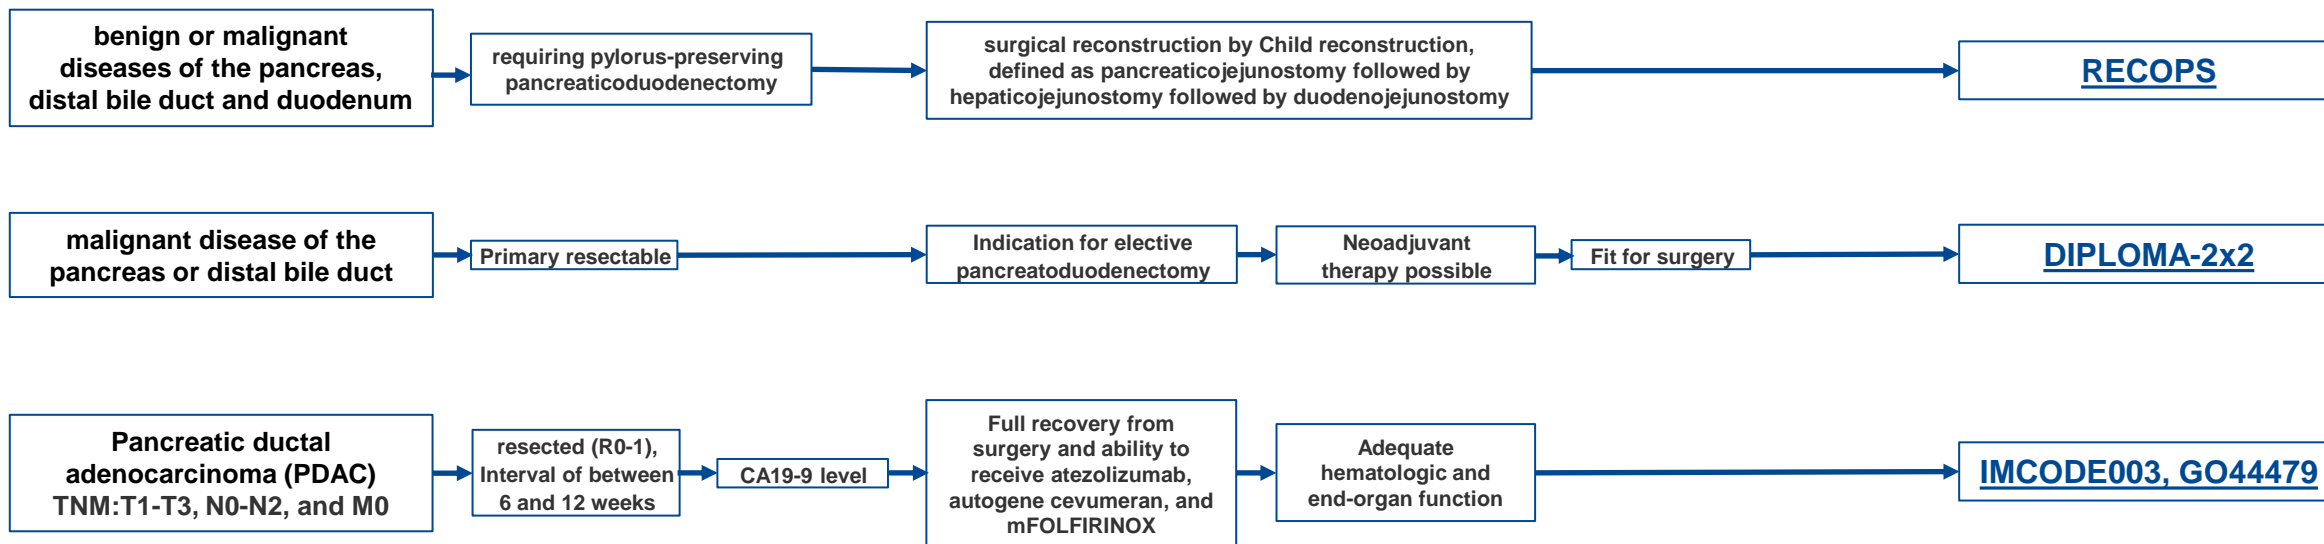 benign or malignant
diseases of the pancreas,
distal bile duct and duodenum
requiring pylorus-preserving
pancreaticoduodenectomy
surgical reconstruction by Child reconstruction,
defined as pancreaticojejunostomy followed by
hepaticojejunostomy followed by duodenojejunostomy
RECOPS
malignant disease of the
pancreas or distal bile duct
Primary resectable
Indication for elective
pancreatoduodenectomy
Neoadjuvant
therapy possible
Fit for surgery
DIPLOMA-2x2
Pancreatic ductal
adenocarcinoma (PDAC)
TNM:T1-T3, N0-N2, and M0
resected (R0-1),
Interval of between
6 and 12 weeks
CA19-9 level
Full recovery from
surgery and ability to
receive atezolizumab,
autogene cevumeran, and
mFOLFIRINOX
Adequate
hematologic and
end-organ function
IMCODE003, GO44479